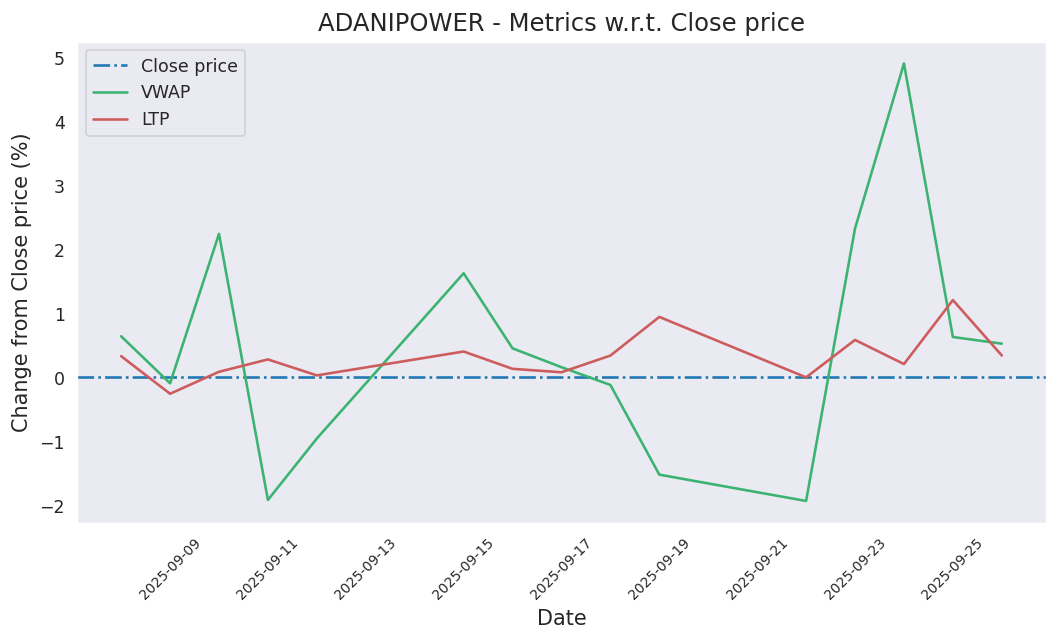 ADANIPOWER - Metrics w.r.t. Close price
Close price
VWAP
LTP
Change from Close price (%)
5
4
3
2
1
0
−1
−2
2025-09-09
2025-09-11
2025-09-13
2025-09-15
2025-09-17
2025-09-19
2025-09-21
2025-09-23
2025-09-25
Date